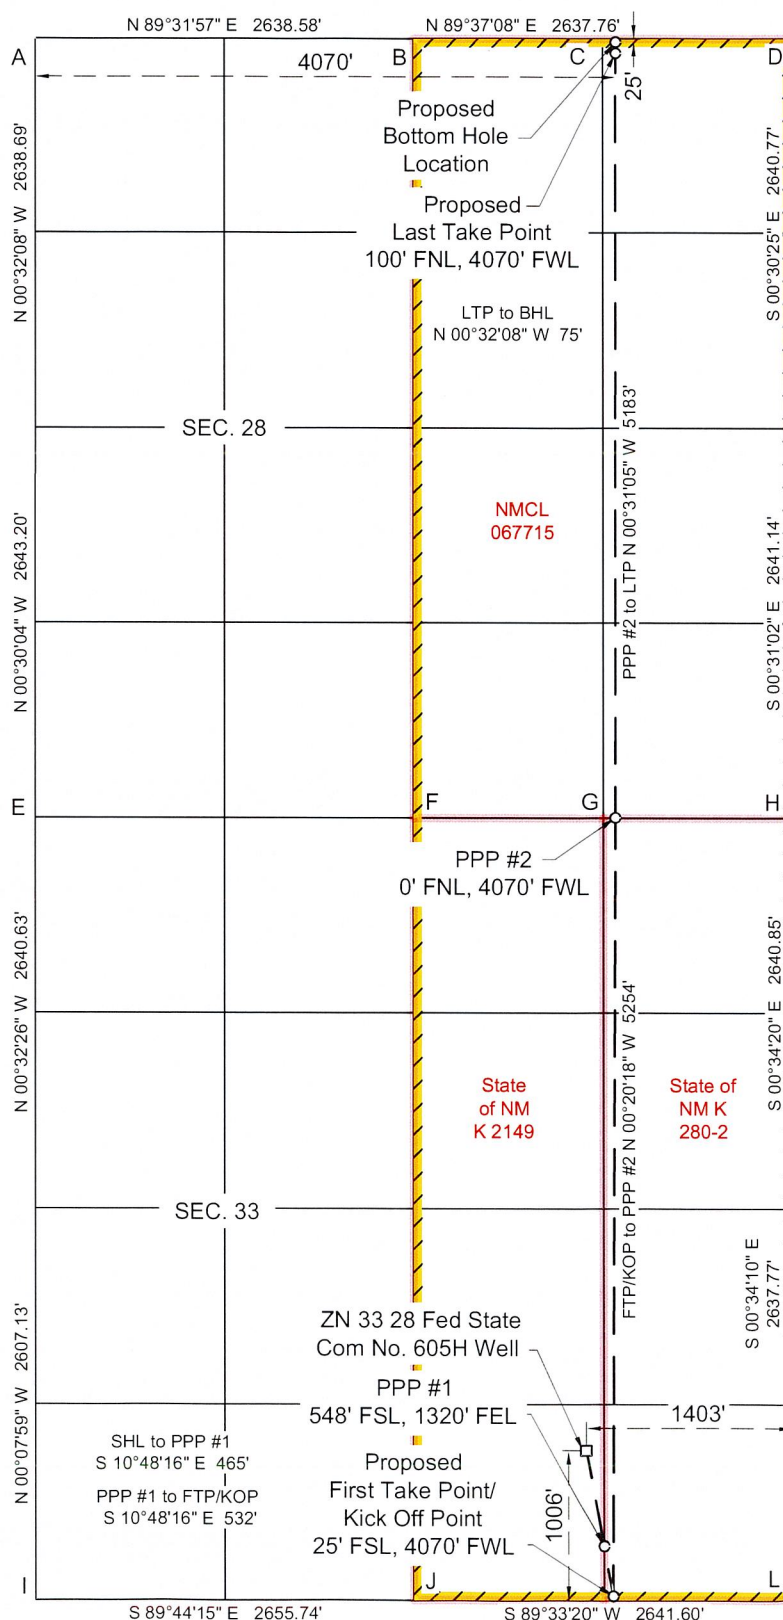 N 89°31'57" E 2638.58'
N 89°37'08" E 2637.76'
A
B
C
D
4070'
25'
Proposed
Bottom Hole
Location
Proposed
Last Take Point
100' FNL, 4070' FWL
N 00°32'08" W 2638.69'
S 00°30'25" E 2640.77'
LTP to BHL
N 00°32'08" W 75'
SEC. 28
PPP #2 to LTP N 00°31'05" W 5183'
NMCL
067715
N 00°30'04" W 2643.20'
S 00°31'02" E 2641.14'
E
F
G
H
PPP #2
0' FNL, 4070' FWL
N 00°32'26" W 2640.63'
S 00°34'20" E 2640.85'
FTP/KOP to PPP #2 N 00°20'18" W 5254'
State
of NM
K 2149
State of
NM K
280-2
SEC. 33
S 00°34'10" E
2637.77'
ZN 33 28 Fed State
Com No. 605H Well
PPP #1
548' FSL, 1320' FEL
1403'
N 00°07'59" W 2607.13'
SHL to PPP #1
S 10°48'16" E 465'
PPP #1 to FTP/KOP
S 10°48'16" E 532'
Proposed
First Take Point/
Kick Off Point
25' FSL, 4070' FWL
1006'
I
J
L
S 89°44'15" E 2655.74'
S 89°33'20" W 2641.60'